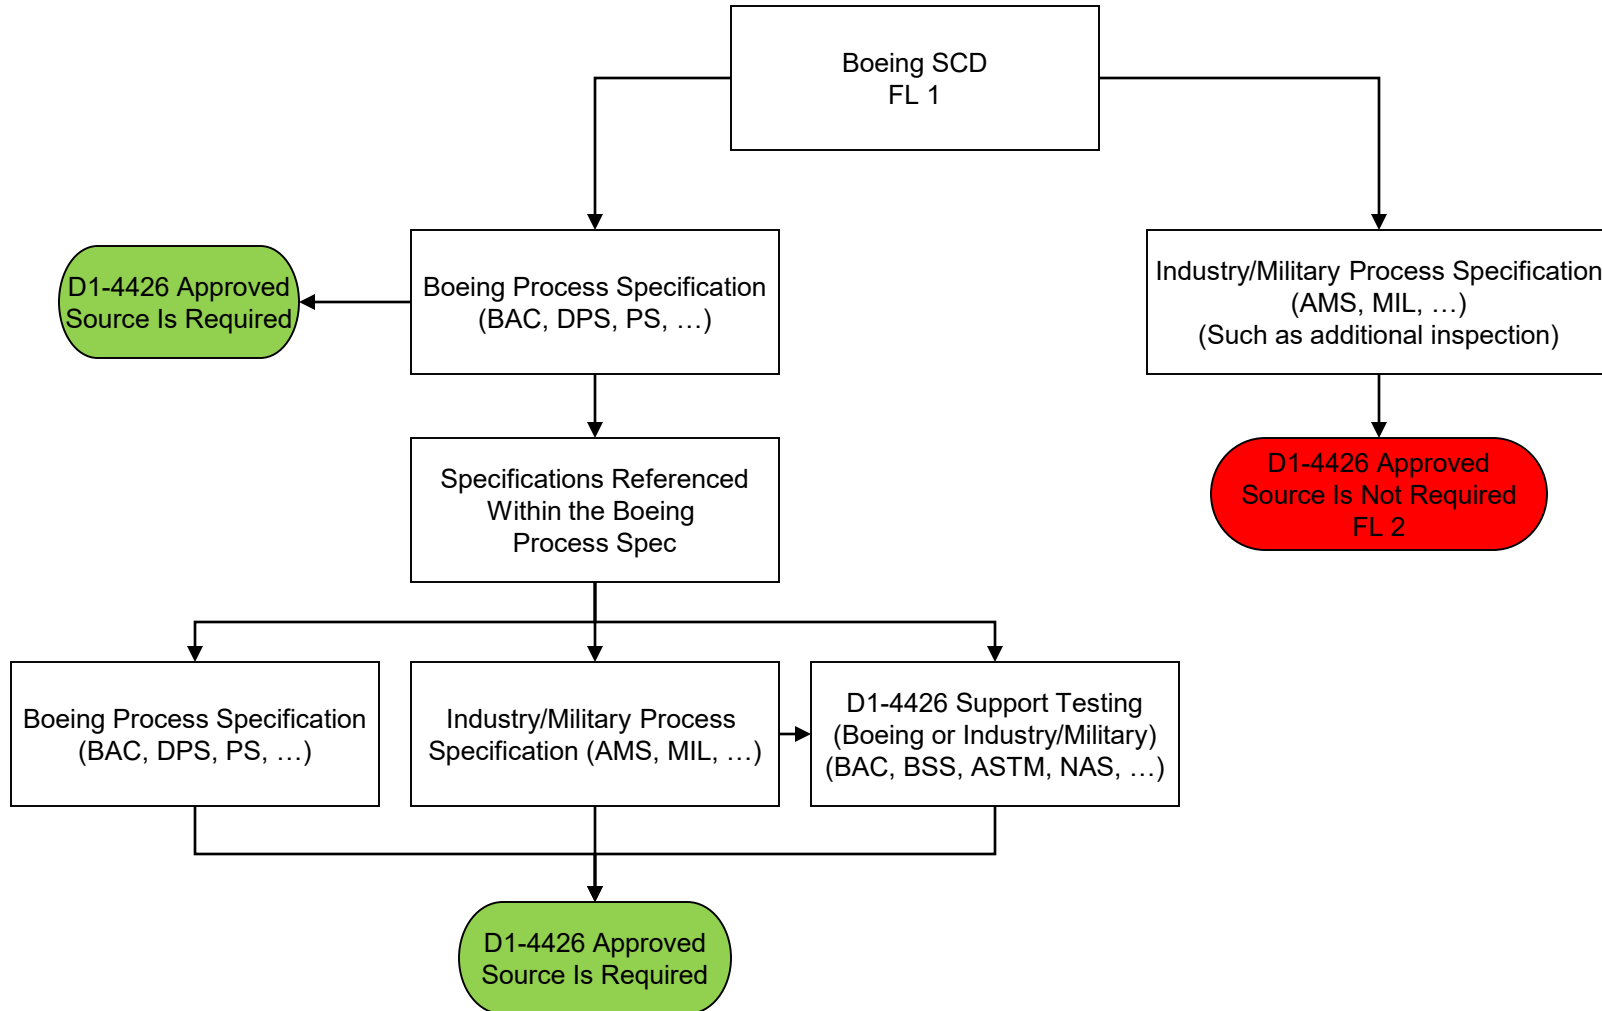 Boeing SCD
FL 1
D1-4426 Approved
Source Is Required
Boeing Process Specification
(BAC, DPS, PS, …)
Industry/Military Process Specification
(AMS, MIL, …)
(Such as additional inspection)
Specifications Referenced
Within the Boeing
Process Spec
D1-4426 Approved
Source Is Not Required
FL 2
Boeing Process Specification
(BAC, DPS, PS, …)
Industry/Military Process
Specification (AMS, MIL, …)
D1-4426 Support Testing
(Boeing or Industry/Military)
(BAC, BSS, ASTM, NAS, …)
D1-4426 Approved
Source Is Required